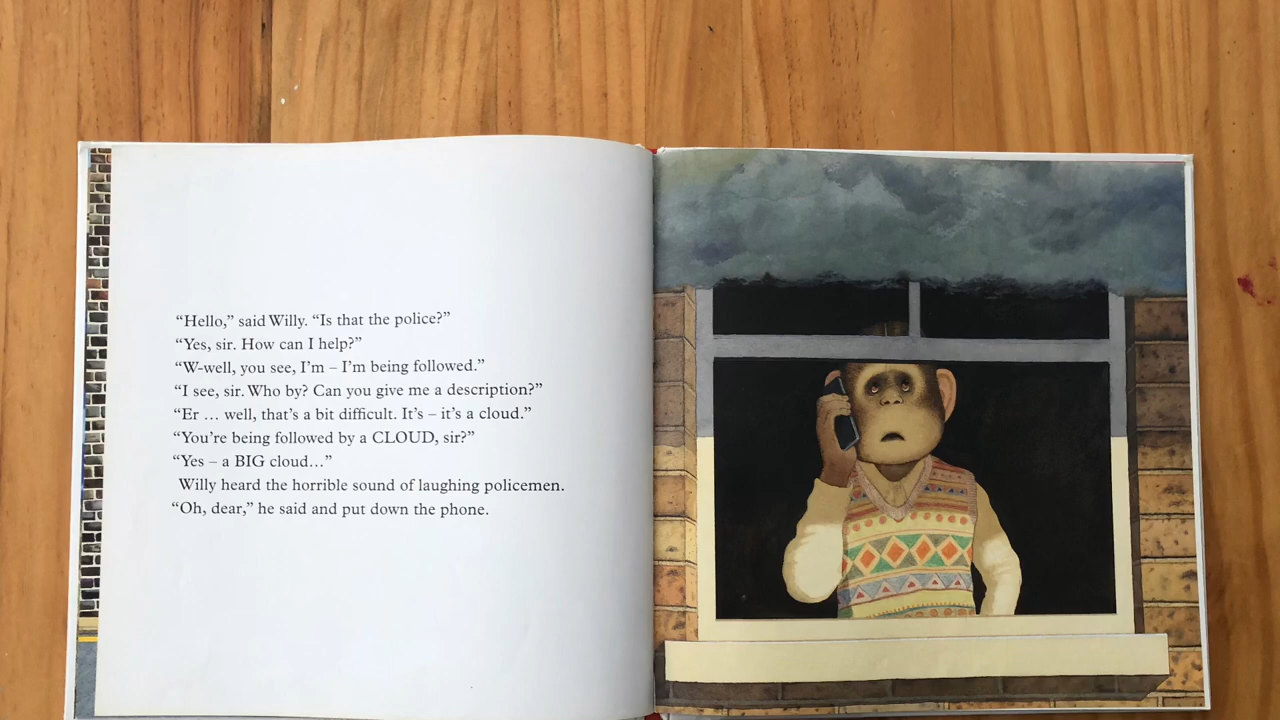 “Hello,” said Willy. “Is that the police?”
“Yes, sir. How can I help?”
“W-well, you see, I’m – I’m being followed.”
“I see, sir. Who by? Can you give me a description?”
“Er … well, that’s a bit difficult. It’s – it’s a cloud.”
“You’re being followed by a CLOUD, sir?”
“Yes – a BIG cloud…”
Willy heard the horrible sound of laughing policemen.
“Oh, dear,” he said and put down the phone.